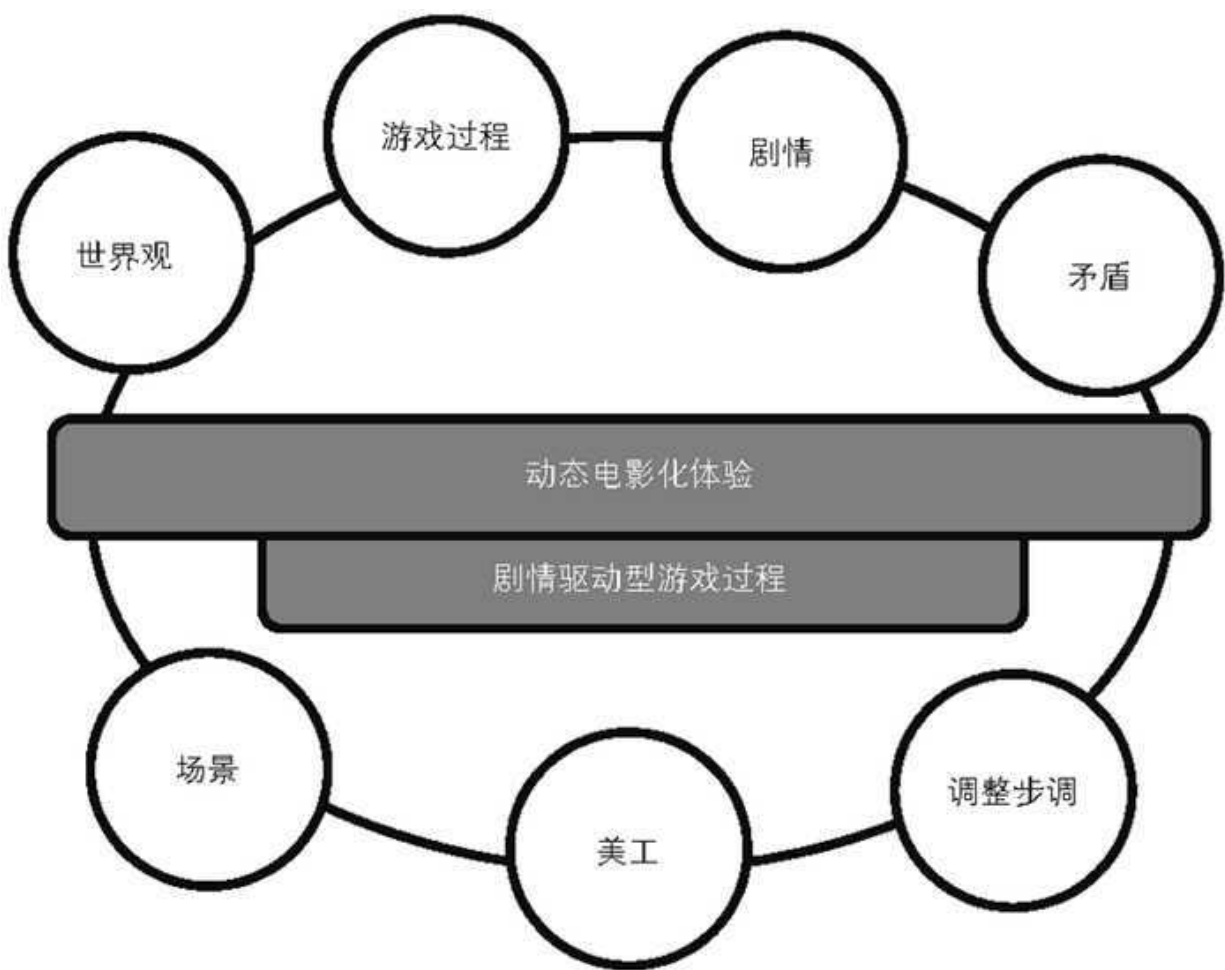 游戏过程
剧情
世界观
矛盾
动态电影化体验
剧情驱动型游戏过程
场景
调整步调
美工